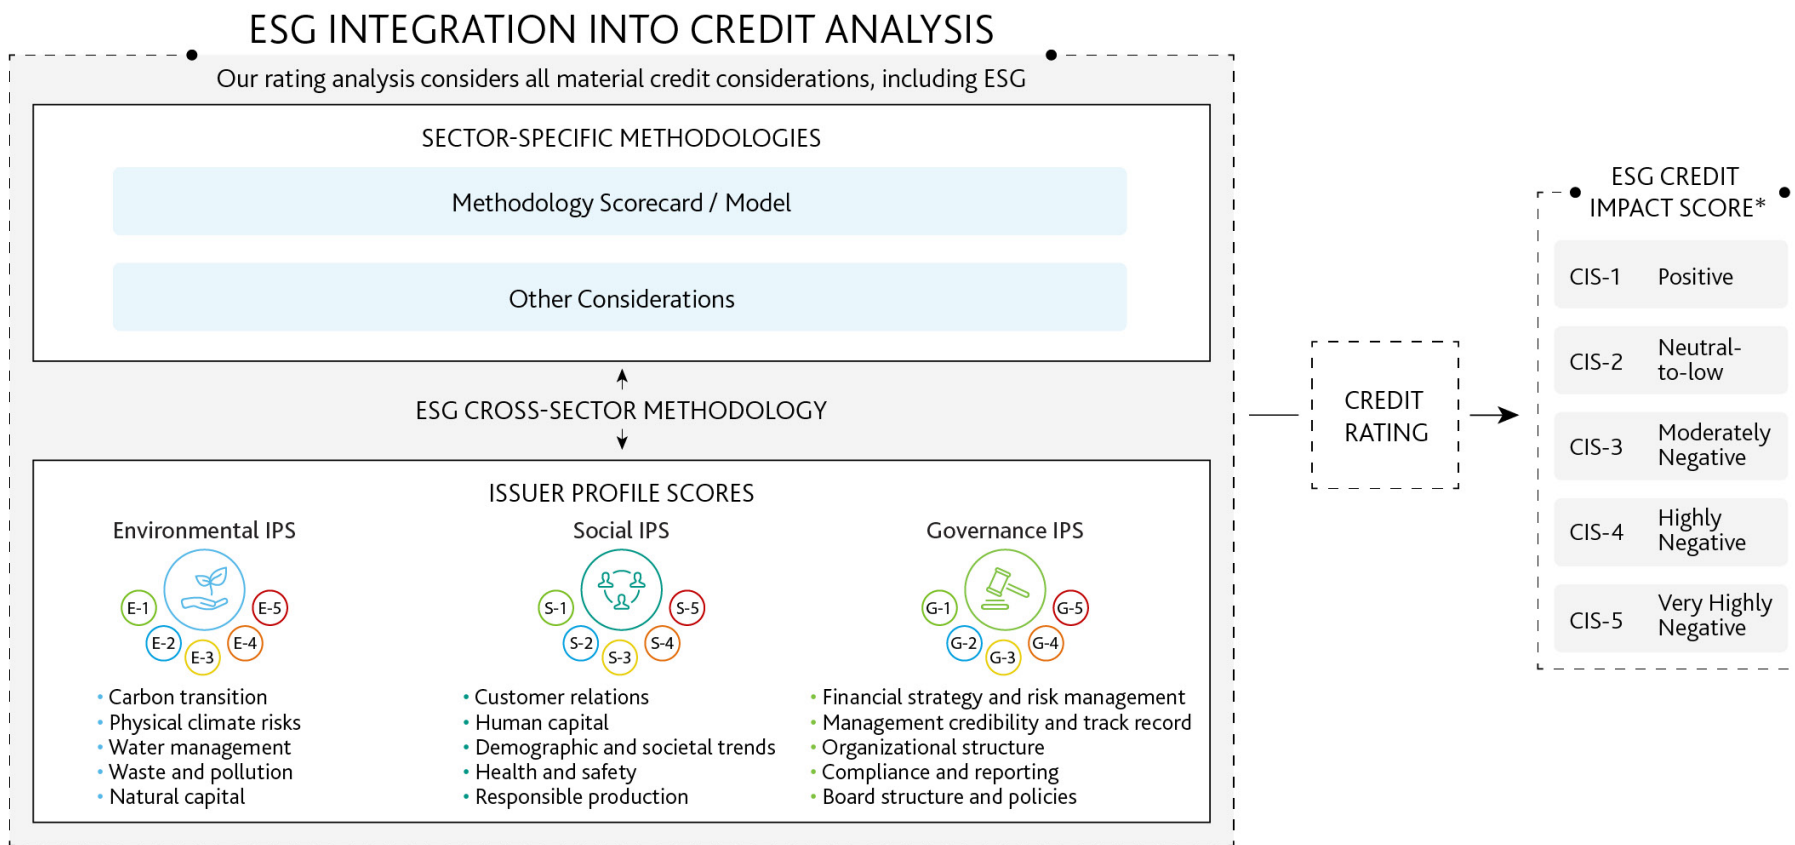 ESG INTEGRATION INTO CREDIT ANALYSIS
Our rating analysis considers all material credit considerations, including ESG
SECTOR-SPECIFIC METHODOLOGIES
Methodology Scorecard / Model
Other Considerations
ESG CROSS-SECTOR METHODOLOGY
ISSUER PROFILE SCORES
Environmental IPS
E-1
E-2
E-3
E-4
E-5
• Carbon transition
• Physical climate risks
• Water management
• Waste and pollution
• Natural capital
Social IPS
S-1
S-2
S-3
S-4
S-5
• Customer relations
• Human capital
• Demographic and societal trends
• Health and safety
• Responsible production
Governance IPS
G-1
G-2
G-3
G-4
G-5
• Financial strategy and risk management
• Management credibility and track record
• Organizational structure
• Compliance and reporting
• Board structure and policies
CREDIT
RATING
ESG CREDIT
IMPACT SCORE*
CIS-1 Positive
CIS-2 Neutral-
to-low
CIS-3 Moderately
Negative
CIS-4 Highly
Negative
CIS-5 Very Highly
Negative